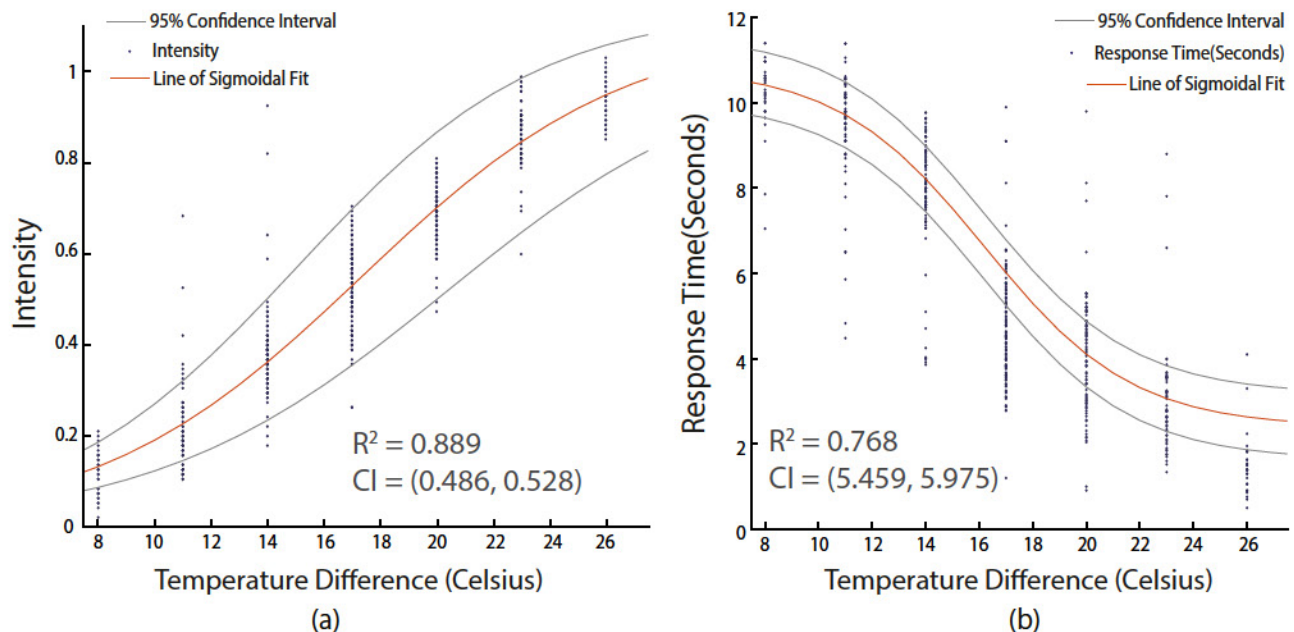 95% Confidence Interval
Intensity
Line of Sigmoidal Fit
1
0.8
0.6
0.4
0.2
0
Intensity
R² = 0.889
CI = (0.486, 0.528)
8 10 12 14 16 18 20 22 24 26
Temperature Difference (Celsius)
(a)
95% Confidence Interval
Response Time(Seconds)
Line of Sigmoidal Fit
12
10
8
6
4
2
0
Response Time(Seconds)
R² = 0.768
CI = (5.459, 5.975)
8 10 12 14 16 18 20 22 24 26
Temperature Difference (Celsius)
(b)